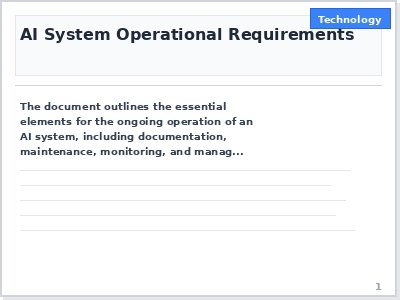 Technology
AI System Operational Requirements
The document outlines the essential
elements for the ongoing operation of an
AI system, including documentation,
maintenance, monitoring, and manag...
1